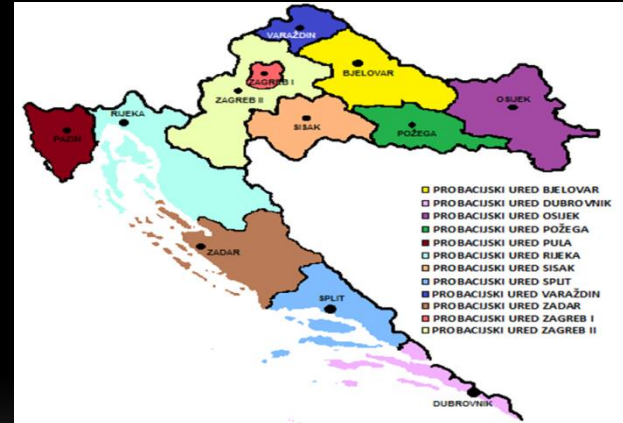 VARAŽDIN
BJELOVAR
ZAGREB I
ZAGREB II
OSIJEK
RIJEKA
PAZIN
SISAK
POŽEGA
ZADAR
SPLIT
DUBROVNIK
PROBACIJSKI URED BJELOVAR
PROBACIJSKI URED DUBROVNIK
PROBACIJSKI URED OSIJEK
PROBACIJSKI URED POŽEGA
PROBACIJSKI URED PULA
PROBACIJSKI URED RIJEKA
PROBACIJSKI URED SISAK
PROBACIJSKI URED SPLIT
PROBACIJSKI URED VARAŽDIN
PROBACIJSKI URED ZADAR
PROBACIJSKI URED ZAGREB I
PROBACIJSKI URED ZAGREB II